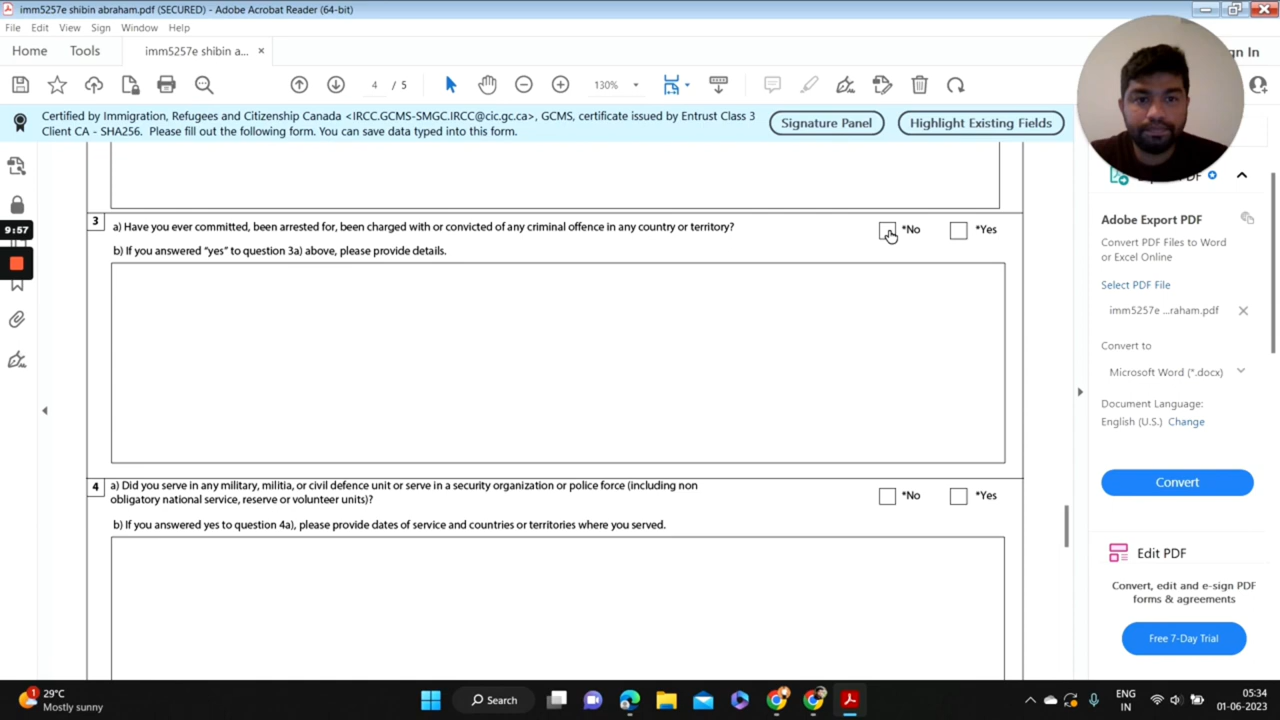 imm5257e shibin abraham.pdf (SECURED) - Adobe Acrobat Reader (64-bit)
File Edit View Sign Window Help
Home Tools imm5257e shibin a... × gn In
4 / 5 130%
Certified by Immigration, Refugees and Citizenship Canada <IRCC.GCMS-SMGC.IRCC@cic.gc.ca>, GCMS, certificate issued by Entrust Class 3
Client CA - SHA256. Please fill out the following form. You can save data typed into this form.
Signature Panel
Highlight Existing Fields
9:57
3 a) Have you ever committed, been arrested for, been charged with or convicted of any criminal offence in any country or territory? *No *Yes
b) If you answered "yes" to question 3a) above, please provide details.
4 a) Did you serve in any military, militia, or civil defence unit or serve in a security organization or police force (including non
obligatory national service, reserve or volunteer units)? *No *Yes
b) If you answered yes to question 4a), please provide dates of service and countries or territories where you served.
Adobe Export PDF
Convert PDF Files to Word
or Excel Online
Select PDF File
imm5257e ...raham.pdf
Convert to
Microsoft Word (*.docx)
Document Language:
English (U.S.) Change
Convert
Edit PDF
Convert, edit and e-sign PDF
forms & agreements
Free 7-Day Trial
1 29°C
Mostly sunny
Search
ENG
IN
05:34
01-06-2023